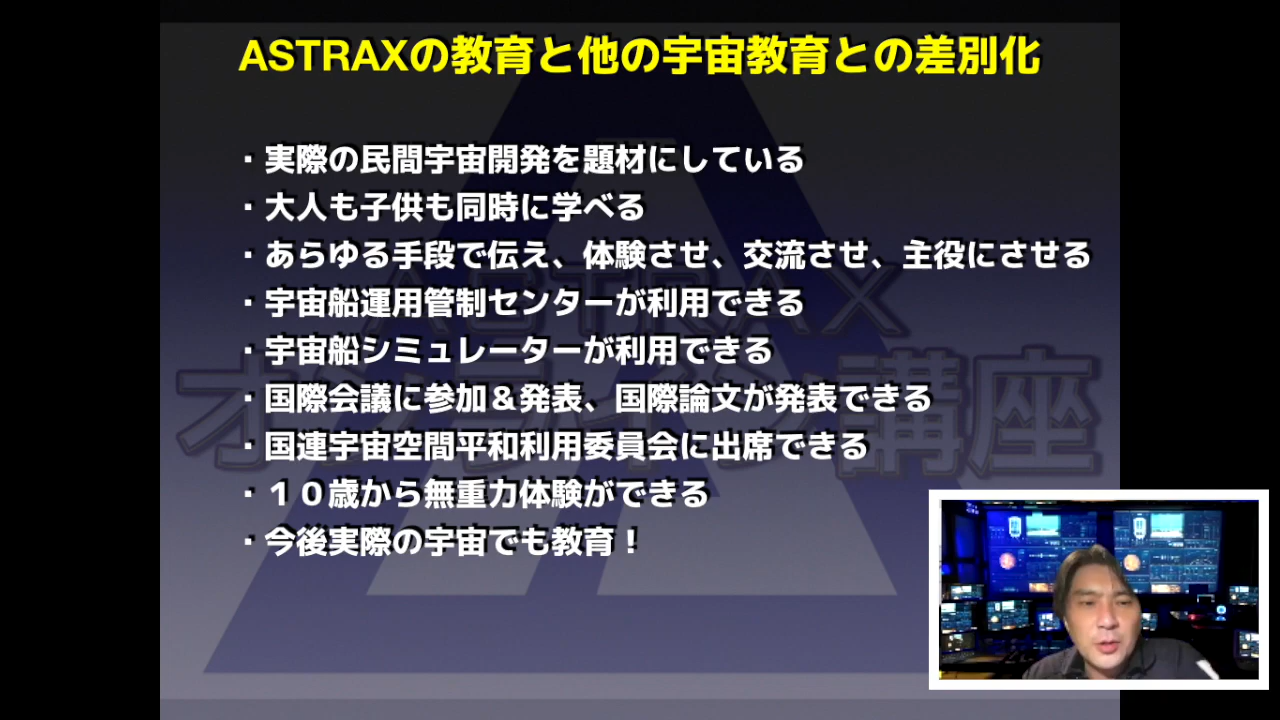 ASTRAXの教育と他の宇宙教育との差別化
・実際の民間宇宙開発を題材にしている
・大人も子供も同時に学べる
・あらゆる手段で伝え、体験させ、交流させ、主役にさせる
・宇宙船運用管制センターが利用できる
・宇宙船シミュレーターが利用できる
・国際会議に参加＆発表、国際論文が発表できる
・国連宇宙空間平和利用委員会に出席できる
・１０歳から無重力体験ができる
・今後実際の宇宙でも教育！
ASTRAX
オンライン講座